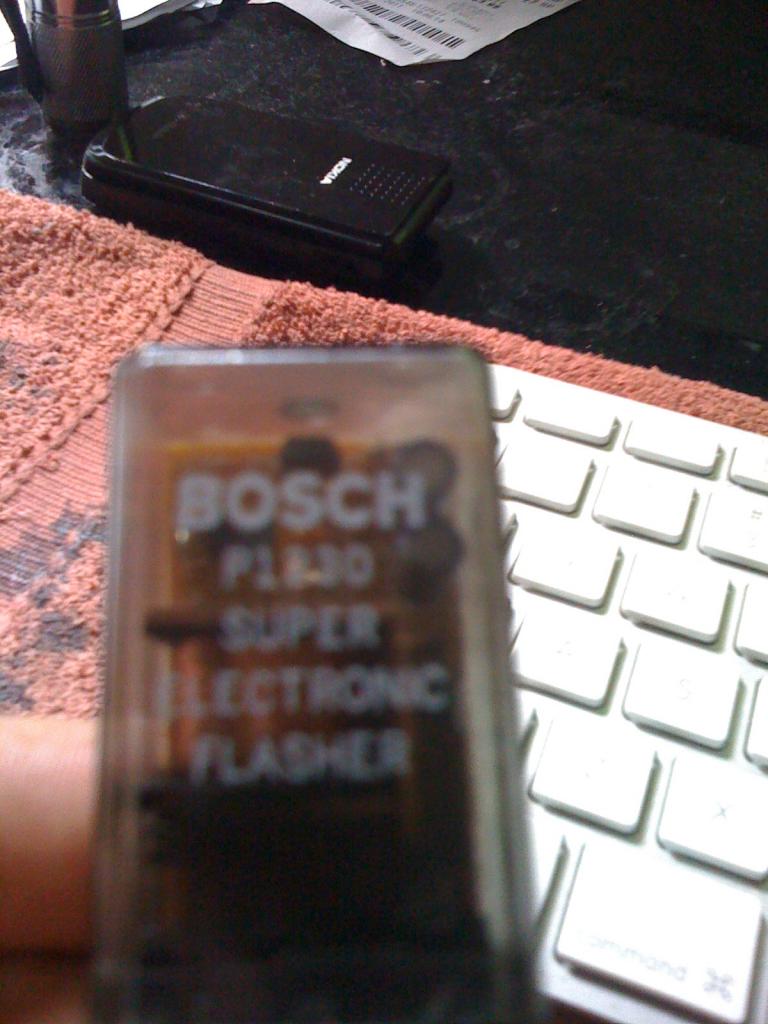 NOKIA
BOSCH
SUPER
ELECTRONIC
FLASHER
A
S
X
command ⌘